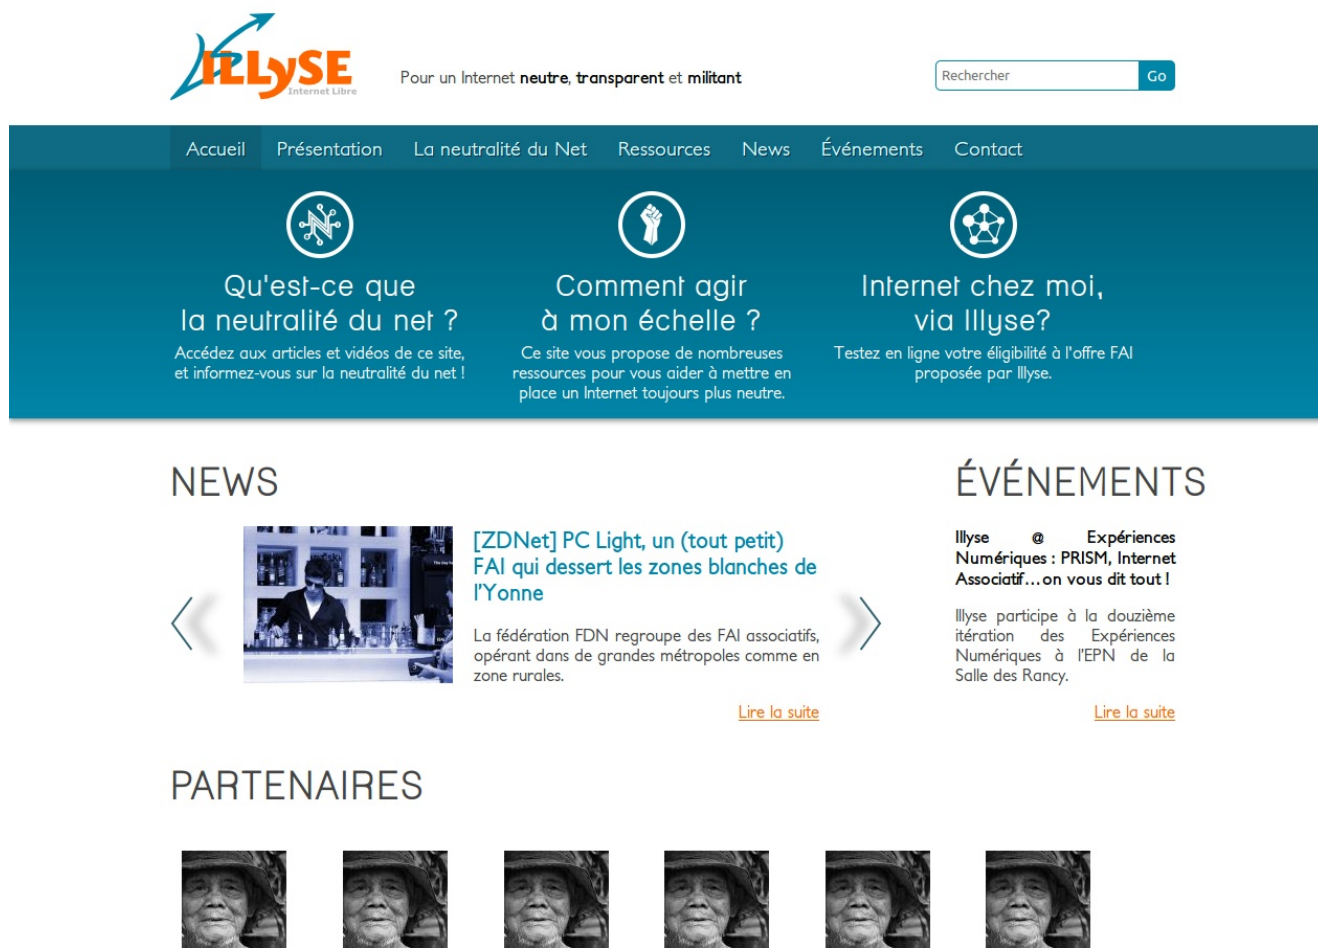 ILLySE
Internet Libre
Pour un Internet neutre, transparent et militant
Rechercher
Go
Accueil
Présentation
La neutralité du Net
Ressources
News
Événements
Contact
Qu'est-ce que
la neutralité du net ?
Accédez aux articles et vidéos de ce site,
et informez-vous sur la neutralité du net !
Comment agir
à mon échelle ?
Ce site vous propose de nombreuses
ressources pour vous aider à mettre en
place un Internet toujours plus neutre.
Internet chez moi,
via Illyse?
Testez en ligne votre éligibilité à l'offre FAI
proposée par Illyse.
NEWS
[ZDNet] PC Light, un (tout petit)
FAI qui dessert les zones blanches de
l'Yonne
La fédération FDN regroupe des FAI associatifs,
opérant dans de grandes métropoles comme en
zone rurales.
Lire la suite
ÉVÉNEMENTS
Illyse @ Expériences
Numériques : PRISM, Internet
Associatif…on vous dit tout !
Illyse participe à la douzième
itération des Expériences
Numériques à l'EPN de la
Salle des Rancy.
Lire la suite
PARTENAIRES